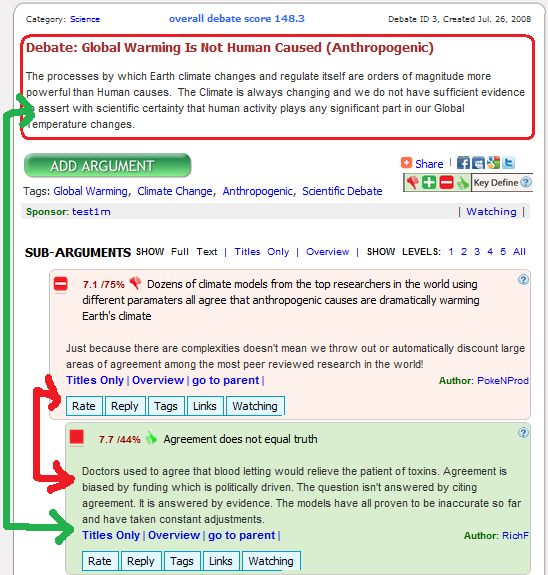 Category: Science overall debate score 148.3 Debate ID 3, Created Jul. 26, 2008
Debate: Global Warming Is Not Human Caused (Anthropogenic)
The processes by which Earth climate changes and regulate itself are orders of magnitude more
powerful than Human causes. The Climate is always changing and we do not have sufficient evidence
to assert with scientific certainty that human activity plays any significant part in our Global
Temperature changes.
ADD ARGUMENT
Share |
Tags: Global Warming, Climate Change, Anthropogenic, Scientific Debate
Key Define
Sponsor: test1m | Watching |
SUB-ARGUMENTS SHOW Full Text | Titles Only | Overview | SHOW LEVELS: 1 2 3 4 5 All
7.1 /75% Dozens of climate models from the top researchers in the world using
different paramaters all agree that anthropogenic causes are dramatically warming
Earth's climate
Just because there are complexities doesn't mean we throw out or automatically discount large
areas of agreement among the most peer reviewed research in the world!
Titles Only | Overview | go to parent | Author: PokeNProd
Rate Reply Tags Links Watching
7.7 /44% Agreement does not equal truth
Doctors used to agree that blood letting would relieve the patient of toxins. Agreement is
biased by funding which is politically driven. The question isn't answered by citing
agreement. It is answered by evidence. The models have all proven to be inaccurate so far
and have taken constant adjustments.
Titles Only | Overview | go to parent | Author: RichF
Rate Reply Tags Links Watching